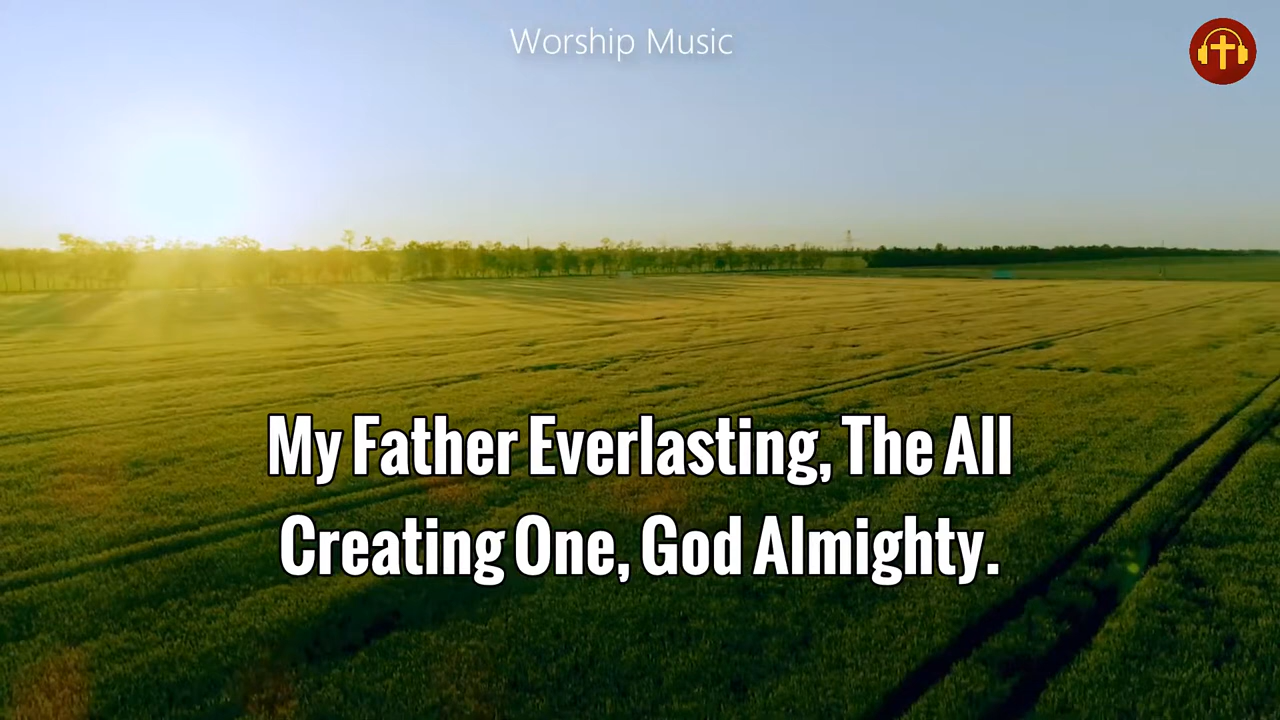 Worship Music
My Father Everlasting, The All
Creating One, God Almighty.